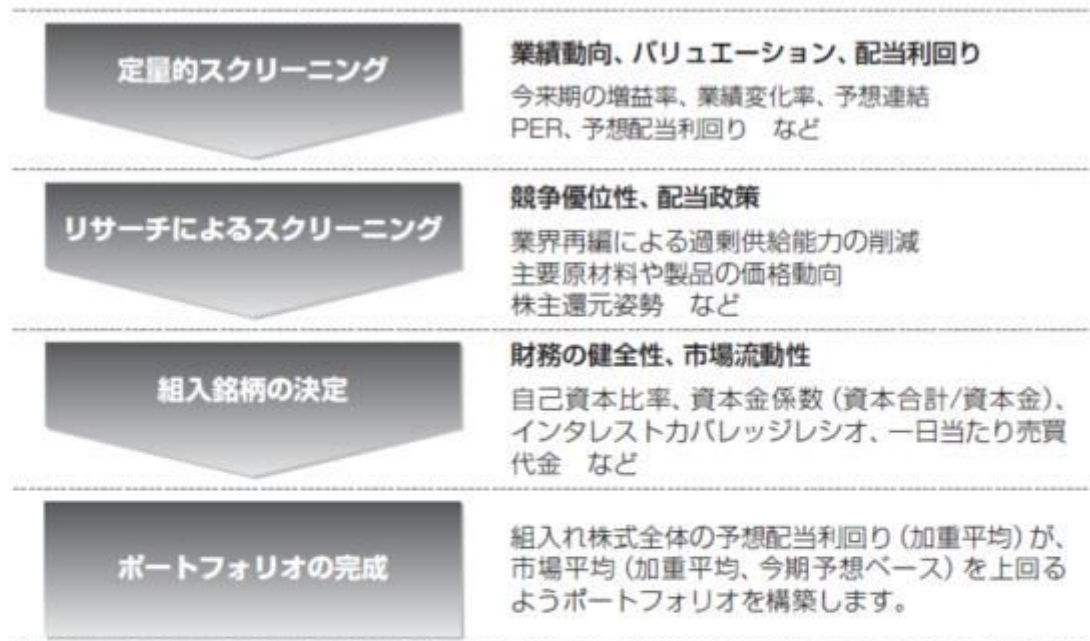 定量的スクリーニング
業績動向、バリュエーション、配当利回り
今来期の増益率、業績変化率、予想連結
PER、予想配当利回り　など
リサーチによるスクリーニング
競争優位性、配当政策
業界再編による過剰供給能力の削減
主要原材料や製品の価格動向
株主還元姿勢　など
組入銘柄の決定
財務の健全性、市場流動性
自己資本比率、資本金係数（資本合計/資本金）、
インタレストカバレッジレシオ、一日当たり売買
代金　など
ポートフォリオの完成
組入れ株式全体の予想配当利回り（加重平均）が、
市場平均（加重平均、今期予想ベース）を上回る
ようポートフォリオを構築します。